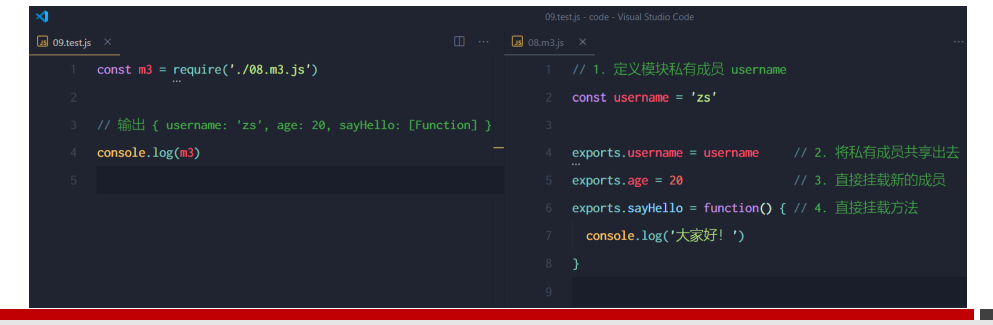 09.test.js - code - Visual Studio Code
09.test.js
1 const m3 = require('./08.m3.js')
2
3 // 输出 { username: 'zs', age: 20, sayHello: [Function] }
4 console.log(m3)
5
08.m3.js
1 // 1. 定义模块私有成员 username
2 const username = 'zs'
3
4 exports.username = username // 2. 将私有成员共享出去
5 exports.age = 20 // 3. 直接挂载新的成员
6 exports.sayHello = function() { // 4. 直接挂载方法
7 console.log('大家好! ')
8 }
9